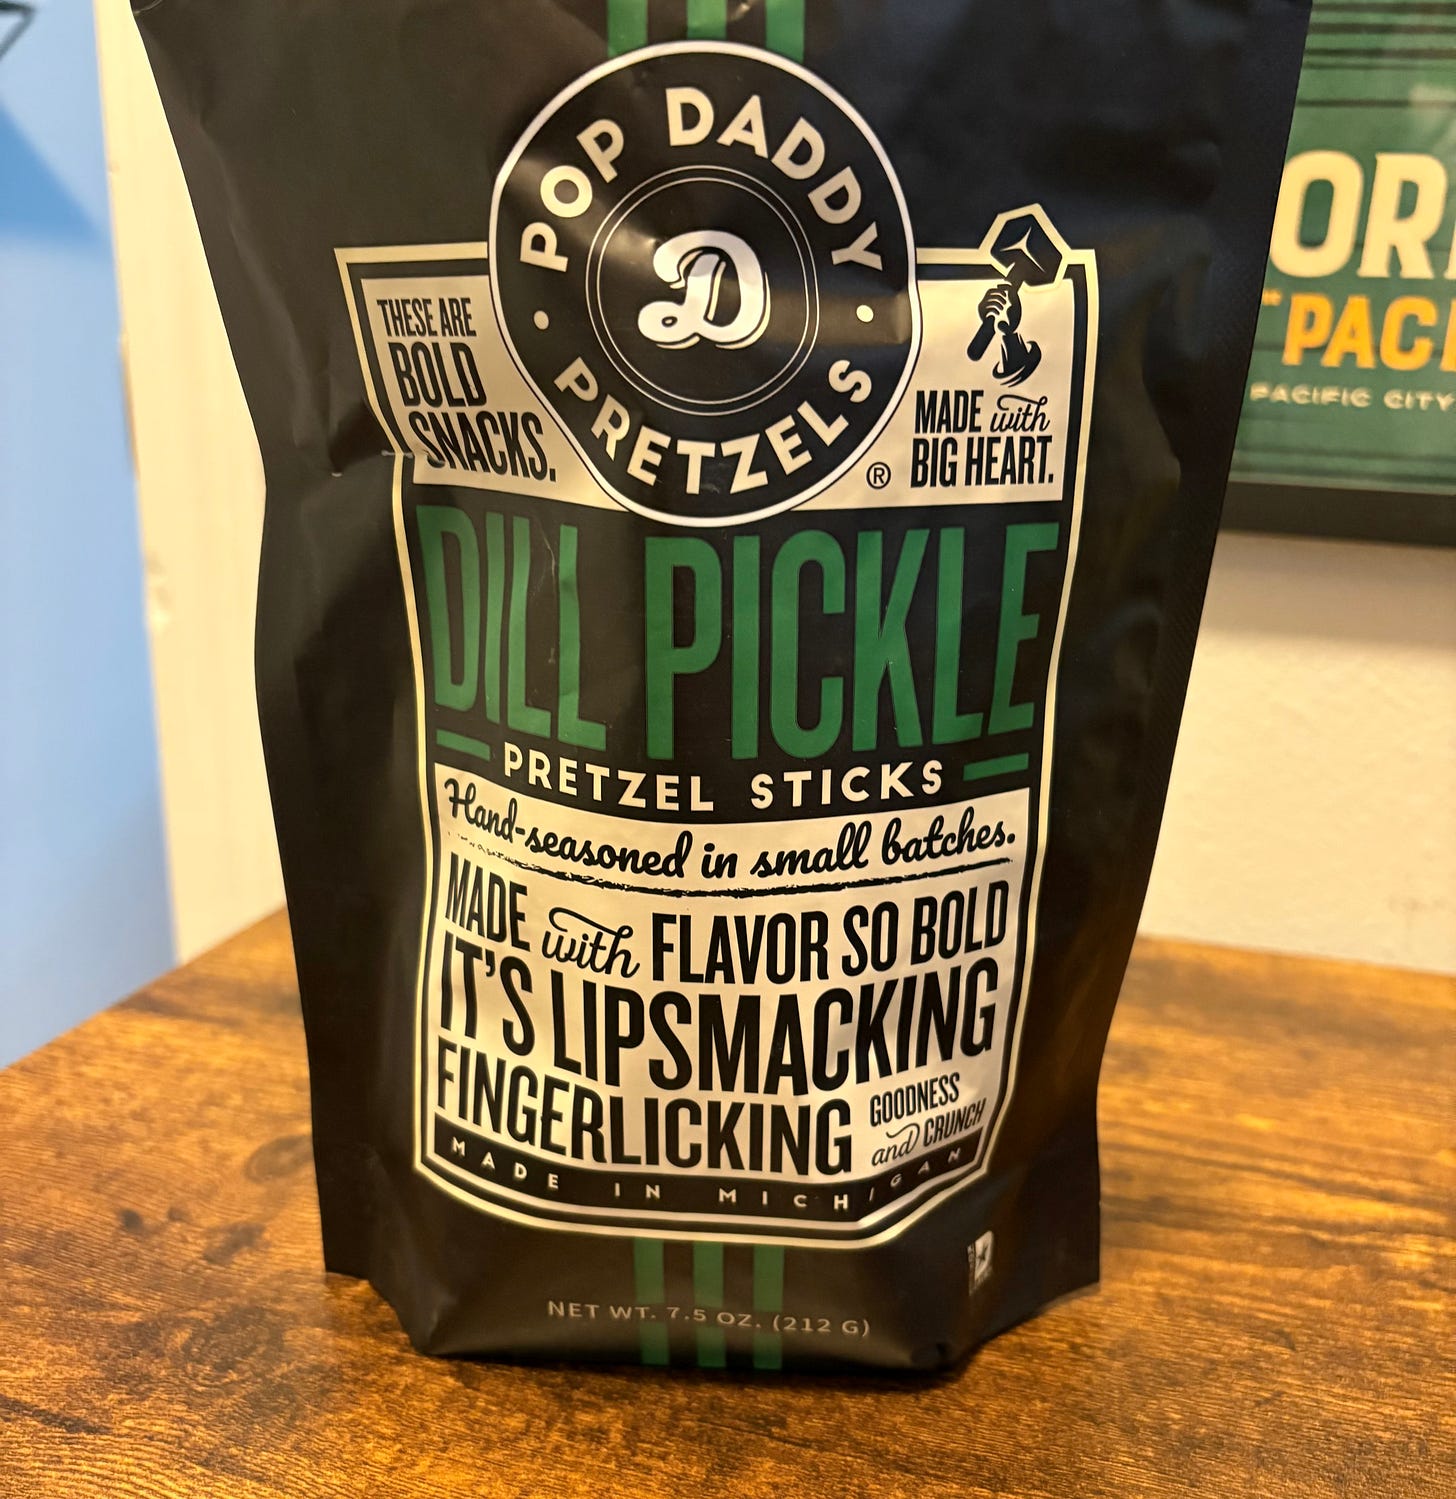 POP DADDY
D
PRETZELS
®
THESE ARE
BOLD
SNACKS.
MADE with
BIG HEART.
DILL PICKLE
PRETZEL STICKS
Hand-seasoned in small batches.
MADE with FLAVOR SO BOLD
IT'S LIPSMACKING
FINGERLICKING
GOODNESS
and CRUNCH
MADE IN MICHIGAN
NET WT. 7.5 OZ. (212 G)
PACIFIC CITY